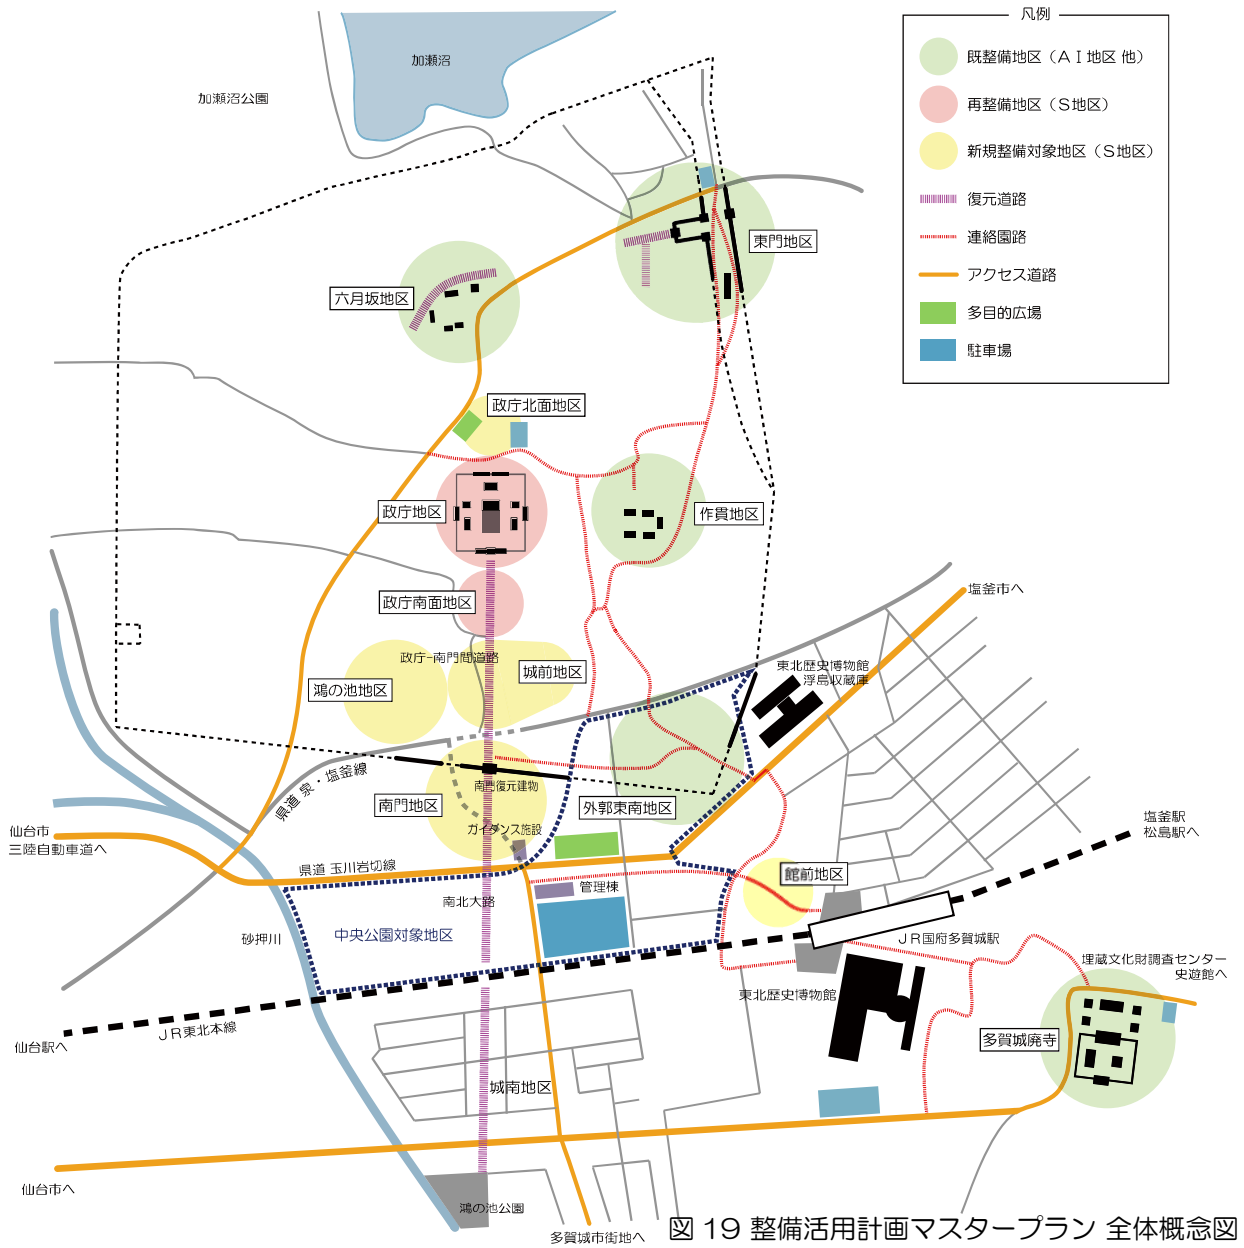 凡例
既整備地区（ＡⅠ地区 他）
再整備地区（Ｓ地区）
新規整備対象地区（Ｓ地区）
復元道路
連絡園路
アクセス道路
多目的広場
駐車場
加瀬沼
加瀬沼公園
東門地区
六月坂地区
政庁北面地区
政庁地区
作貫地区
政庁南面地区
塩釜市へ
政庁-南門間道路
城前地区
鴻の池地区
東北歴史博物館
浮島収蔵庫
県道 泉・塩釜線
南門復元建物
南門地区
外郭東南地区
ガイダンス施設
塩釜駅
松島駅へ
仙台市
三陸自動車道へ
県道 玉川岩切線
館前地区
管理棟
南北大路
中央公園対象地区
砂押川
ＪＲ国府多賀城駅
埋蔵文化財調査センター
史遊館へ
東北歴史博物館
ＪＲ東北本線
仙台駅へ
多賀城廃寺
城南地区
仙台市へ
鴻の池公園
多賀城市街地へ
図 19 整備活用計画マスタープラン 全体概念図